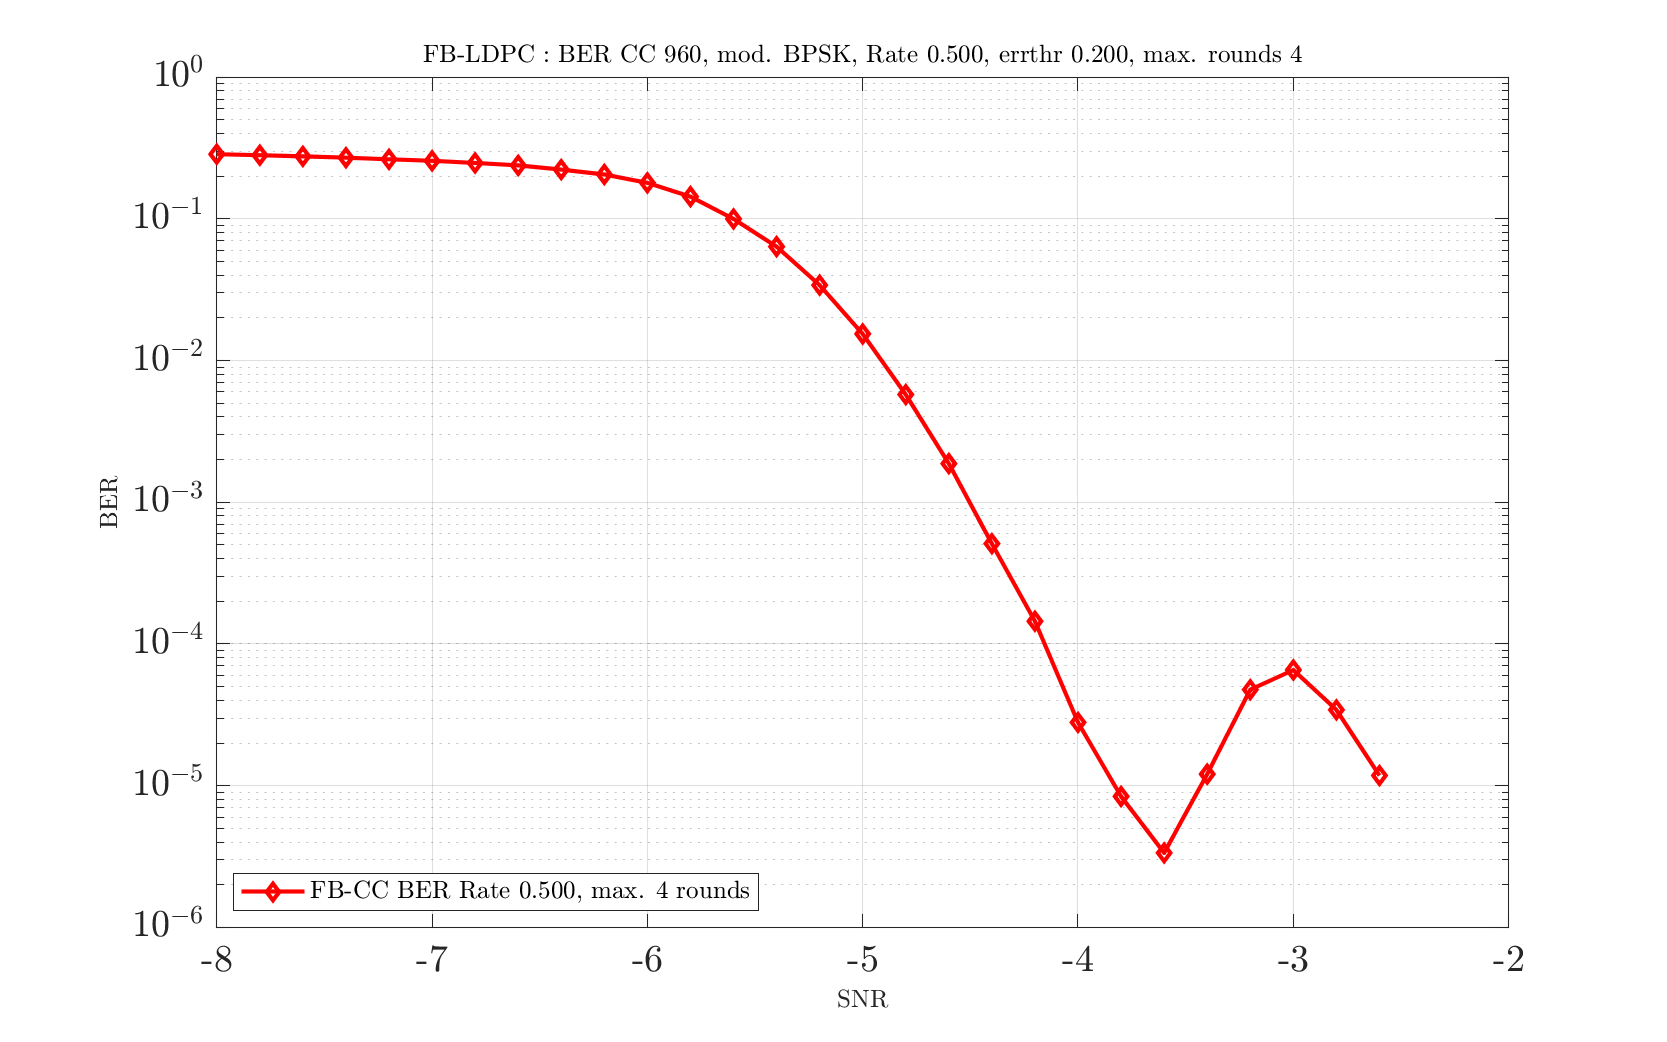 FB-LDPC : BER CC 960, mod. BPSK, Rate 0.500, errthr 0.200, max. rounds 4
10^0
10^-1
10^-2
10^-3
10^-4
10^-5
10^-6
BER
FB-CC BER Rate 0.500, max. 4 rounds
-8 -7 -6 -5 -4 -3 -2
SNR